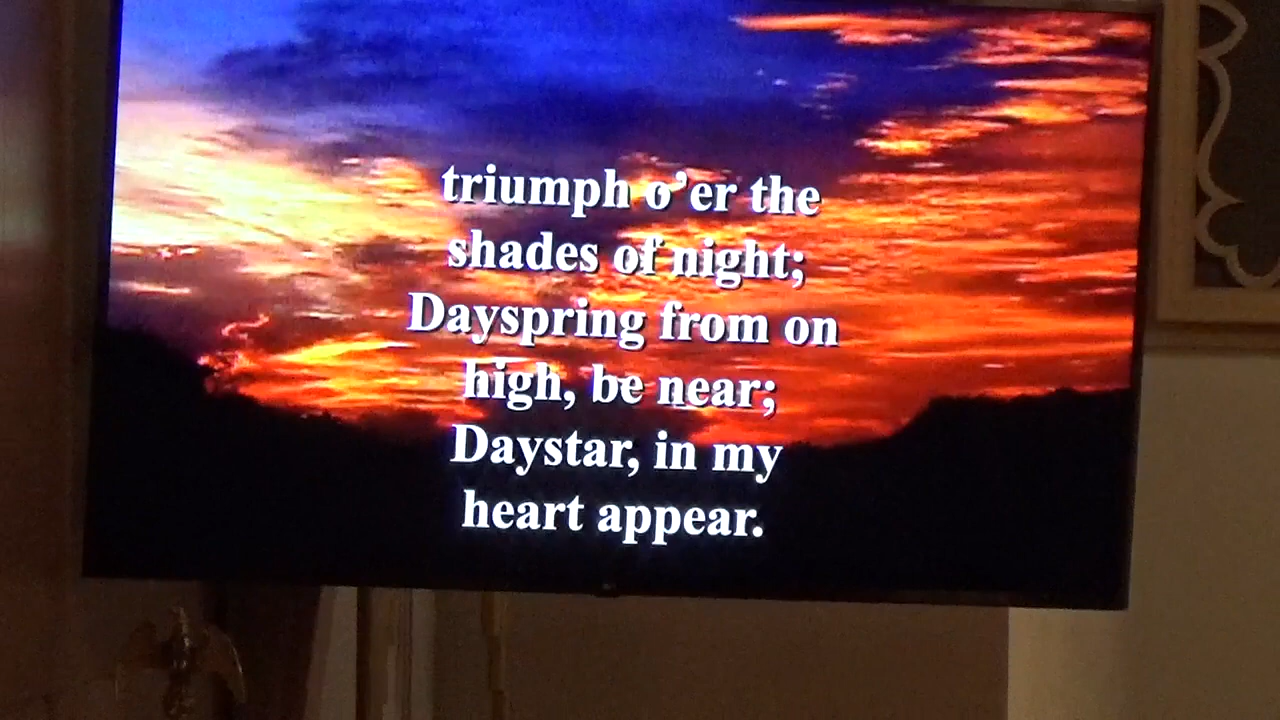 triumph o’er the
shades of night;
Dayspring from on
high, be near;
Daystar, in my
heart appear.